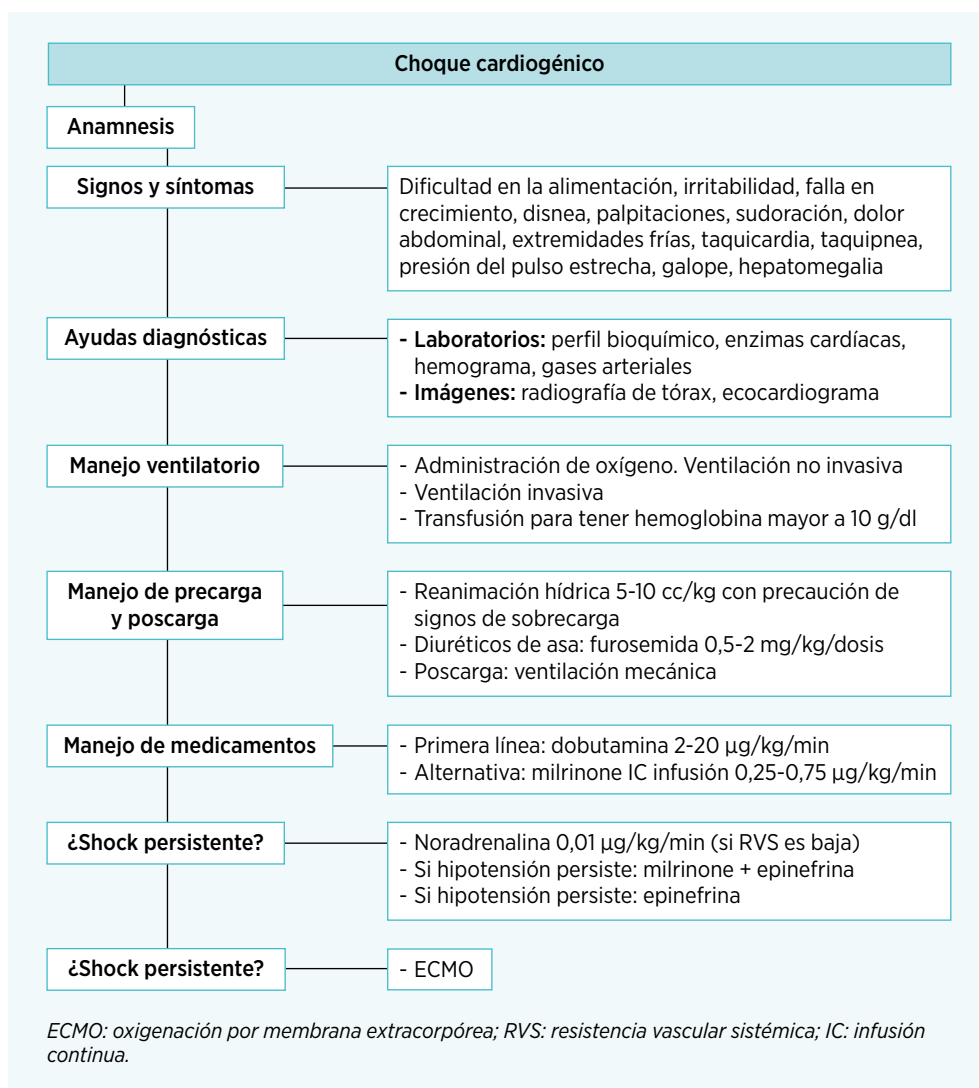 Choque cardiogénico
Anamnesis
Signos y síntomas
Dificultad en la alimentación, irritabilidad, falla en
crecimiento, disnea, palpitaciones, sudoración, dolor
abdominal, extremidades frías, taquicardia, taquipnea,
presión del pulso estrecha, galope, hepatomegalia
Ayudas diagnósticas
- Laboratorios: perfil bioquímico, enzimas cardíacas,
hemograma, gases arteriales
- Imágenes: radiografía de tórax, ecocardiograma
Manejo ventilatorio
- Administración de oxígeno. Ventilación no invasiva
- Ventilación invasiva
- Transfusión para tener hemoglobina mayor a 10 g/dl
Manejo de precarga
y poscarga
- Reanimación hídrica 5-10 cc/kg con precaución de
signos de sobrecarga
- Diuréticos de asa: furosemida 0,5-2 mg/kg/dosis
- Poscarga: ventilación mecánica
Manejo de medicamentos
- Primera línea: dobutamina 2-20 µg/kg/min
- Alternativa: milrinone IC infusión 0,25-0,75 µg/kg/min
¿Shock persistente?
- Noradrenalina 0,01 µg/kg/min (si RVS es baja)
- Si hipotensión persiste: milrinone + epinefrina
- Si hipotensión persiste: epinefrina
¿Shock persistente?
- ECMO
ECMO: oxigenación por membrana extracorpórea; RVS: resistencia vascular sistémica; IC: infusión
continua.